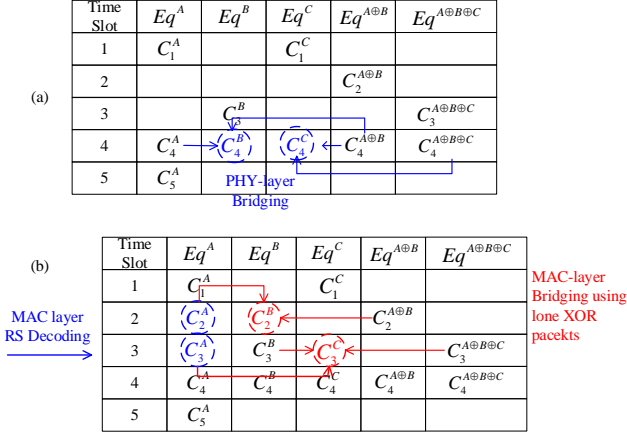 Time Slot Eq^A Eq^B Eq^C Eq^{A⊕B} Eq^{A⊕B⊕C}
1 C_1^A C_1^C
2 C_2^{A⊕B}
(a)
3 C_3^B C_3^{A⊕B⊕C}
4 C_4^A C_4^B C_4^C C_4^{A⊕B} C_4^{A⊕B⊕C}
5 C_5^A
PHY-layer
Bridging
(b)
Time Slot Eq^A Eq^B Eq^C Eq^{A⊕B} Eq^{A⊕B⊕C}
1 C_1^A C_1^C
MAC layer
RS Decoding
2 C_2^A C_2^B C_2^{A⊕B}
3 C_3^A C_3^B C_3^C C_3^{A⊕B⊕C}
4 C_4^A C_4^B C_4^C C_4^{A⊕B} C_4^{A⊕B⊕C}
5 C_5^A
MAC-layer
Bridging using
lone XOR
pacekts